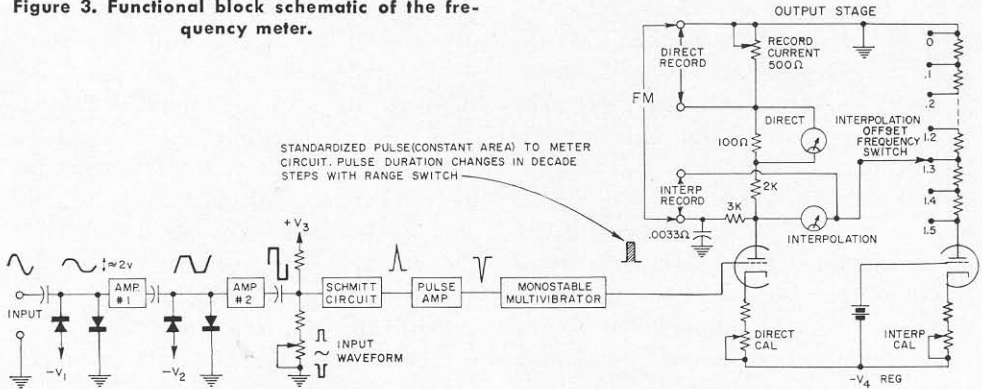 Figure 3. Functional block schematic of the fre-
quency meter.
OUTPUT STAGE
DIRECT
RECORD
RECORD
CURRENT
500Ω
FM
DIRECT
100Ω
INTERP
RECORD
2K
3K
.0033Ω
INTERPOLATION
INTERPOLATION
OFFSET
FREQUENCY
SWITCH
0
.1
.2
1.2
1.3
1.4
1.5
STANDARDIZED PULSE(CONSTANT AREA) TO METER
CIRCUIT. PULSE DURATION CHANGES IN DECADE
STEPS WITH RANGE SWITCH
+V3
≈2v
INPUT
AMP.
#1
AMP
#2
SCHMITT
CIRCUIT
PULSE
AMP
MONOSTABLE
MULTIVIBRATOR
INPUT
WAVEFORM
-V1
-V2
DIRECT
CAL
INTERP
CAL
-V4 REG